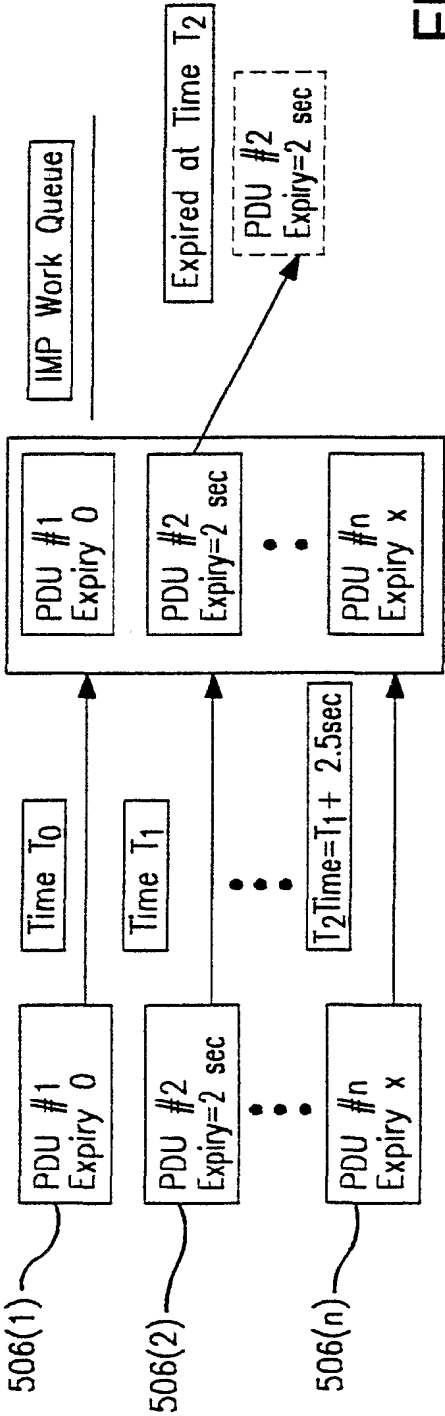 506(1)
PDU #1
Expiry 0
Time T0
PDU #1
Expiry 0
IMP Work Queue
506(2)
PDU #2
Expiry=2 sec
Time T1
PDU #2
Expiry=2 sec
Expired at Time T2
PDU #2
Expiry=2 sec
T2Time=T1+ 2.5sec
506(n)
PDU #n
Expiry x
PDU #n
Expiry x